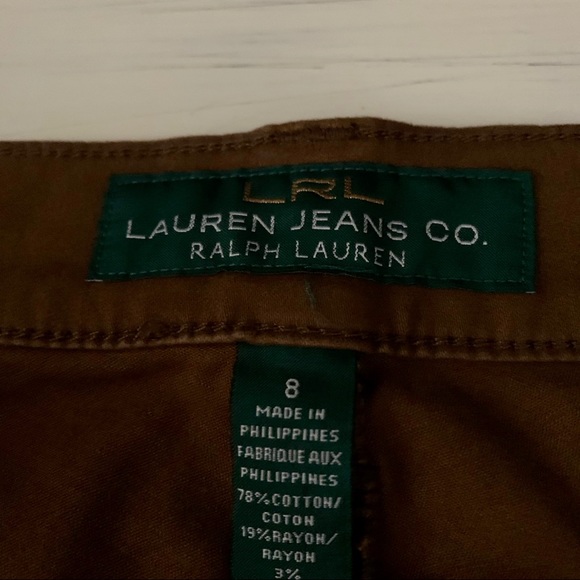 LRL
LAUREN JEANS CO.
RALPH LAUREN
8
MADE IN
PHILIPPINES
FABRIQUE AUX
PHILIPPINES
78%COTTON/
COTON
19%RAYON/
RAYON
3%